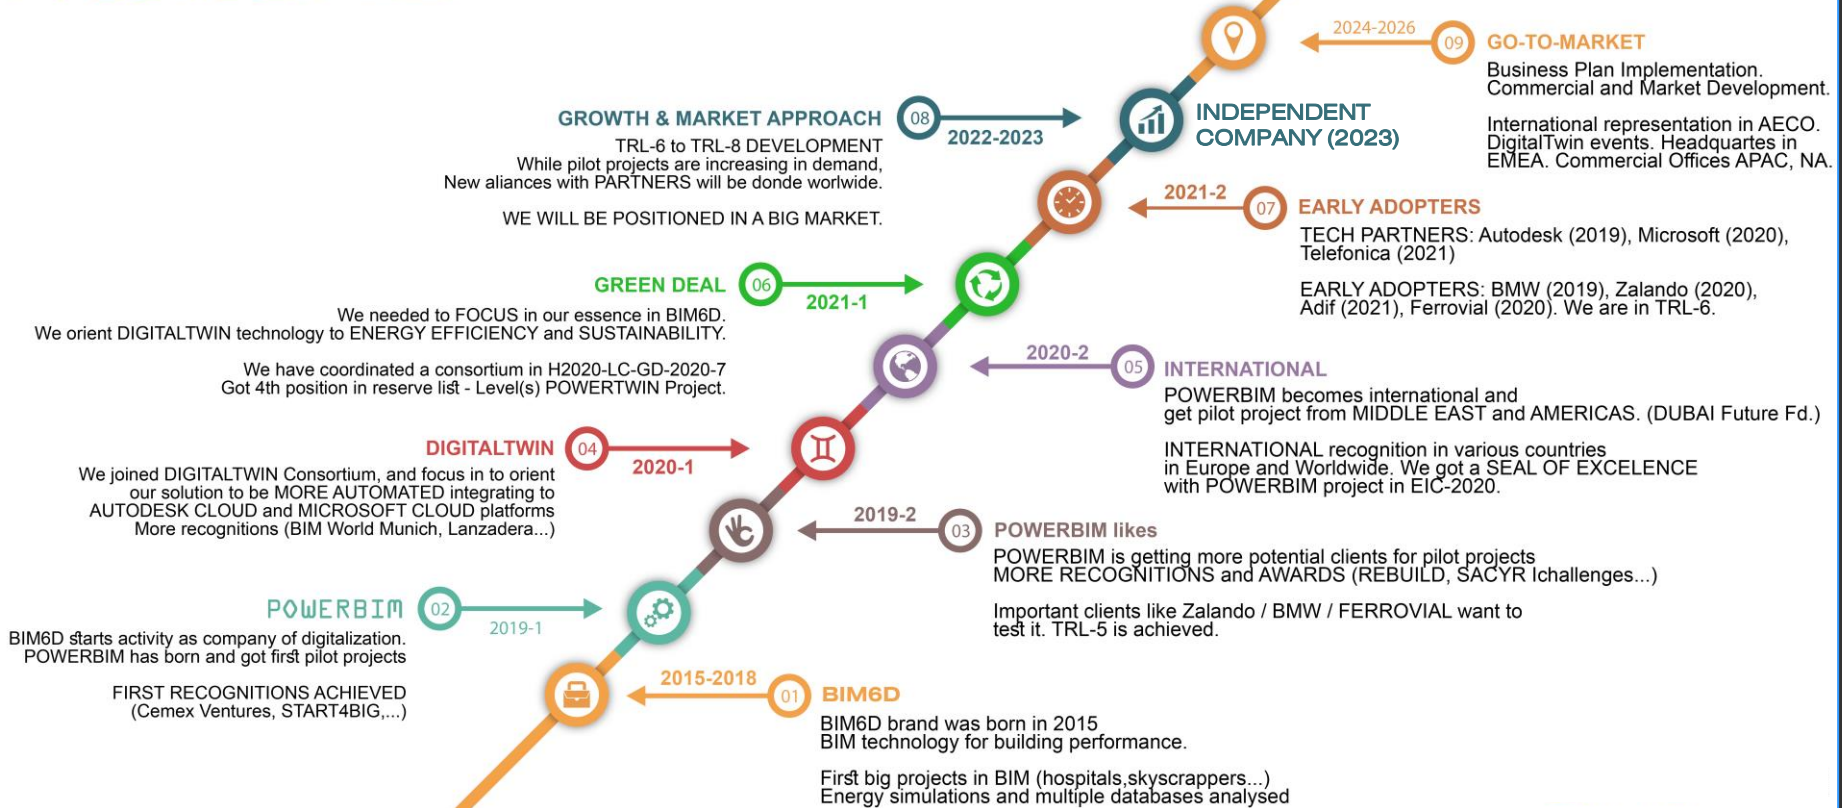 2024-2026
09
GO-TO-MARKET
Business Plan Implementation.
Commercial and Market Development.
International representation in AECO.
DigitalTwin events. Headquartes in
EMEA. Commercial Offices APAC, NA.
GROWTH & MARKET APPROACH
08
2022-2023
INDEPENDENT
COMPANY (2023)
TRL-6 to TRL-8 DEVELOPMENT
While pilot projects are increasing in demand,
New aliances with PARTNERS will be donde worlwide.
WE WILL BE POSITIONED IN A BIG MARKET.
2021-2
07
EARLY ADOPTERS
TECH PARTNERS: Autodesk (2019), Microsoft (2020),
Telefonica (2021)
EARLY ADOPTERS: BMW (2019), Zalando (2020),
Adif (2021), Ferrovial (2020). We are in TRL-6.
GREEN DEAL
06
2021-1
We needed to FOCUS in our essence in BIM6D.
We orient DIGITALTWIN technology to ENERGY EFFICIENCY and SUSTAINABILITY.
We have coordinated a consortium in H2020-LC-GD-2020-7
Got 4th position in reserve list - Level(s) POWERTWIN Project.
2020-2
05
INTERNATIONAL
POWERBIM becomes international and
get pilot project from MIDDLE EAST and AMERICAS. (DUBAI Future Fd.)
INTERNATIONAL recognition in various countries
in Europe and Worldwide. We got a SEAL OF EXCELENCE
with POWERBIM project in EIC-2020.
DIGITALTWIN
04
2020-1
We joined DIGITALTWIN Consortium, and focus in to orient
our solution to be MORE AUTOMATED integrating to
AUTODESK CLOUD and MICROSOFT CLOUD platforms
More recognitions (BIM World Munich, Lanzadera...)
2019-2
03
POWERBIM likes
POWERBIM is getting more potential clients for pilot projects
MORE RECOGNITIONS and AWARDS (REBUILD, SACYR Ichallenges...)
Important clients like Zalando / BMW / FERROVIAL want to
test it. TRL-5 is achieved.
POWERBIM
02
2019-1
BIM6D starts activity as company of digitalization.
POWERBIM has born and got first pilot projects
FIRST RECOGNITIONS ACHIEVED
(Cemex Ventures, START4BIG,...)
2015-2018
01
BIM6D
BIM6D brand was born in 2015
BIM technology for building performance.
First big projects in BIM (hospitals,skyscrappers...)
Energy simulations and multiple databases analysed